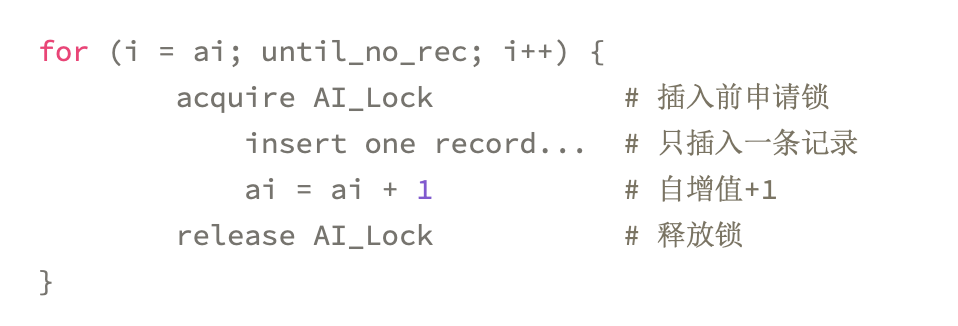 for (i = ai; until_no_rec; i++) {
        acquire AI_Lock           # 插入前申请锁
            insert one record...  # 只插入一条记录
            ai = ai + 1           # 自增值+1
        release AI_Lock           # 释放锁
}